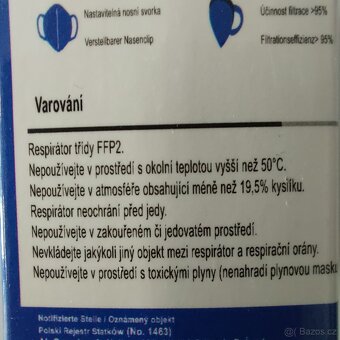 Nastavitelná nosní svorka
Verstellbarer Nasenclip
Účinnost filtrace >95%
Filtrationseffizienz> 95%
Varování
Respirátor třídy FFP2.
Nepoužívejte v prostředí s okolní teplotou vyšší než 50°C.
Nepoužívejte v atmosféře obsahující méně než 19,5% kyslíku.
Respirátor neochrání před jedy.
Nepoužívejte v zakouřeném či jedovatém prostředí.
Nevkládejte jakýkoli jiný objekt mezi respirátor a respirační orány.
Nepoužívejte v prostředí s toxickými plyny (nenahradí plynovou masku
Notifizierte Stelle / Oznámený objekt
Polski Rejestr Statków (No. 1463)
Bazos.cz